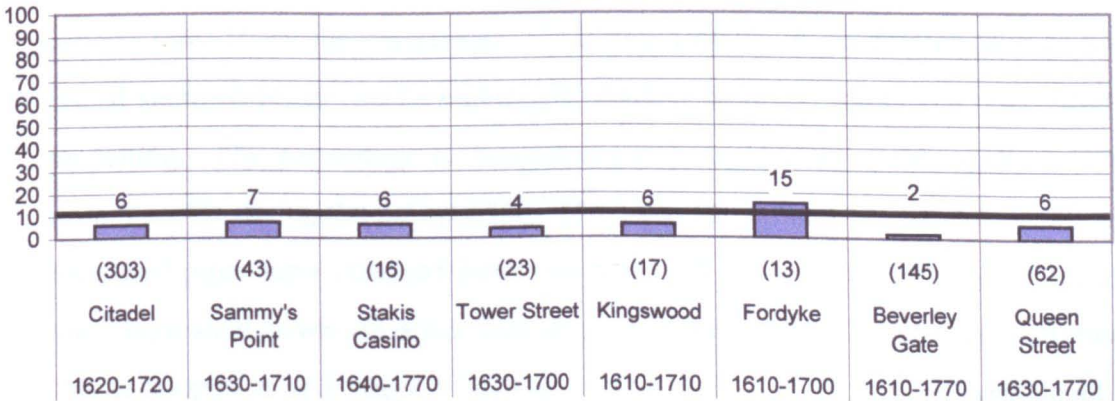 100
90
80
70
60
50
40
30
20
10
0
6 7 6 4 6 15 2 6
(303) (43) (16) (23) (17) (13) (145) (62)
Citadel Sammy's Stakis Tower Street Kingswood Fordyke Beverley Queen
Point Casino Gate Street
1620-1720 1630-1710 1640-1770 1630-1700 1610-1710 1610-1700 1610-1770 1630-1770